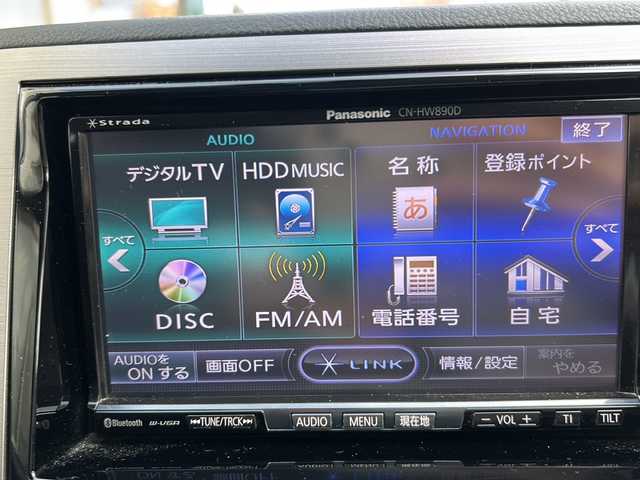 Panasonic CN-HW890D
Strada
AUDIO NAVIGATION 終了
デジタルTV HDD MUSIC 名称 登録ポイント
あ
すべて すべて
DISC FM/AM 電話番号 自宅
AUDIOを ONする 画面OFF LINK 情報/設定 案内を やめる
Bluetooth W-VGA TUNE/TRCK AUDIO MENU 現在地 − VOL + TI TILT